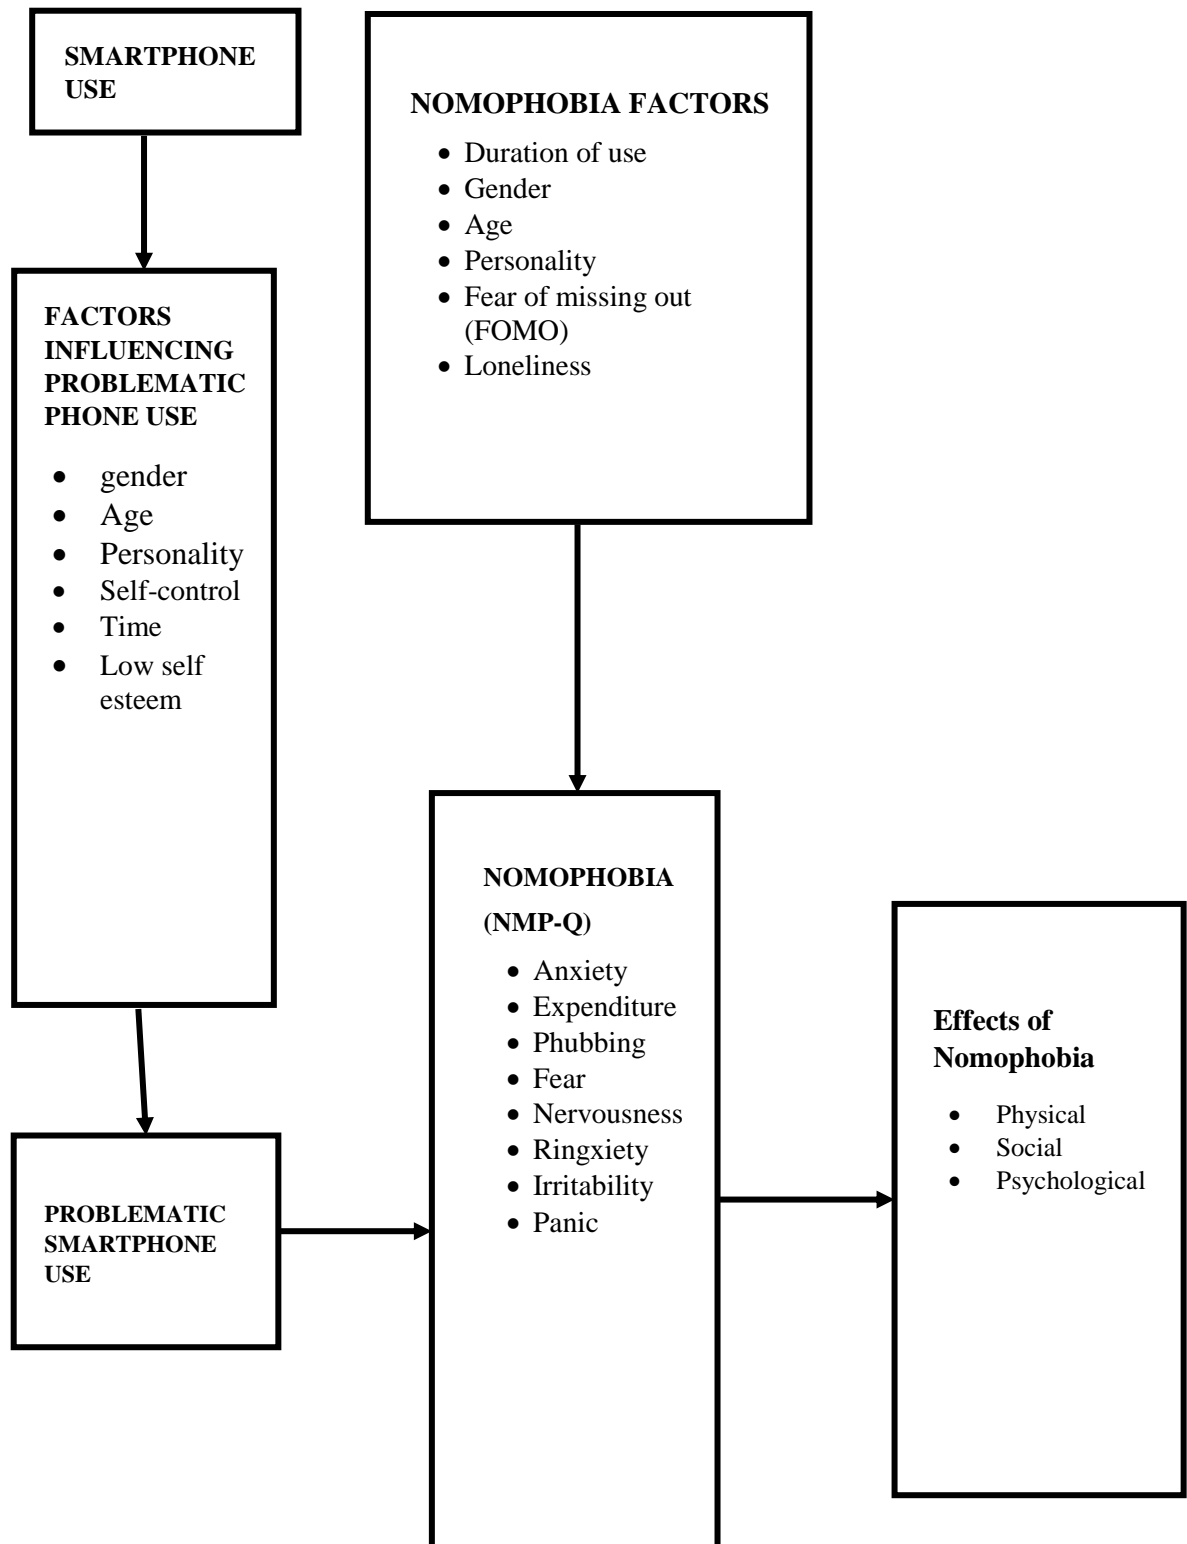 SMARTPHONE
USE
NOMOPHOBIA FACTORS
• Duration of use
• Gender
• Age
• Personality
• Fear of missing out
(FOMO)
• Loneliness
FACTORS
INFLUENCING
PROBLEMATIC
PHONE USE
• gender
• Age
• Personality
• Self-control
• Time
• Low self
esteem
NOMOPHOBIA
(NMP-Q)
• Anxiety
• Expenditure
• Phubbing
• Fear
• Nervousness
• Ringxiety
• Irritability
• Panic
Effects of
Nomophobia
• Physical
• Social
• Psychological
PROBLEMATIC
SMARTPHONE
USE